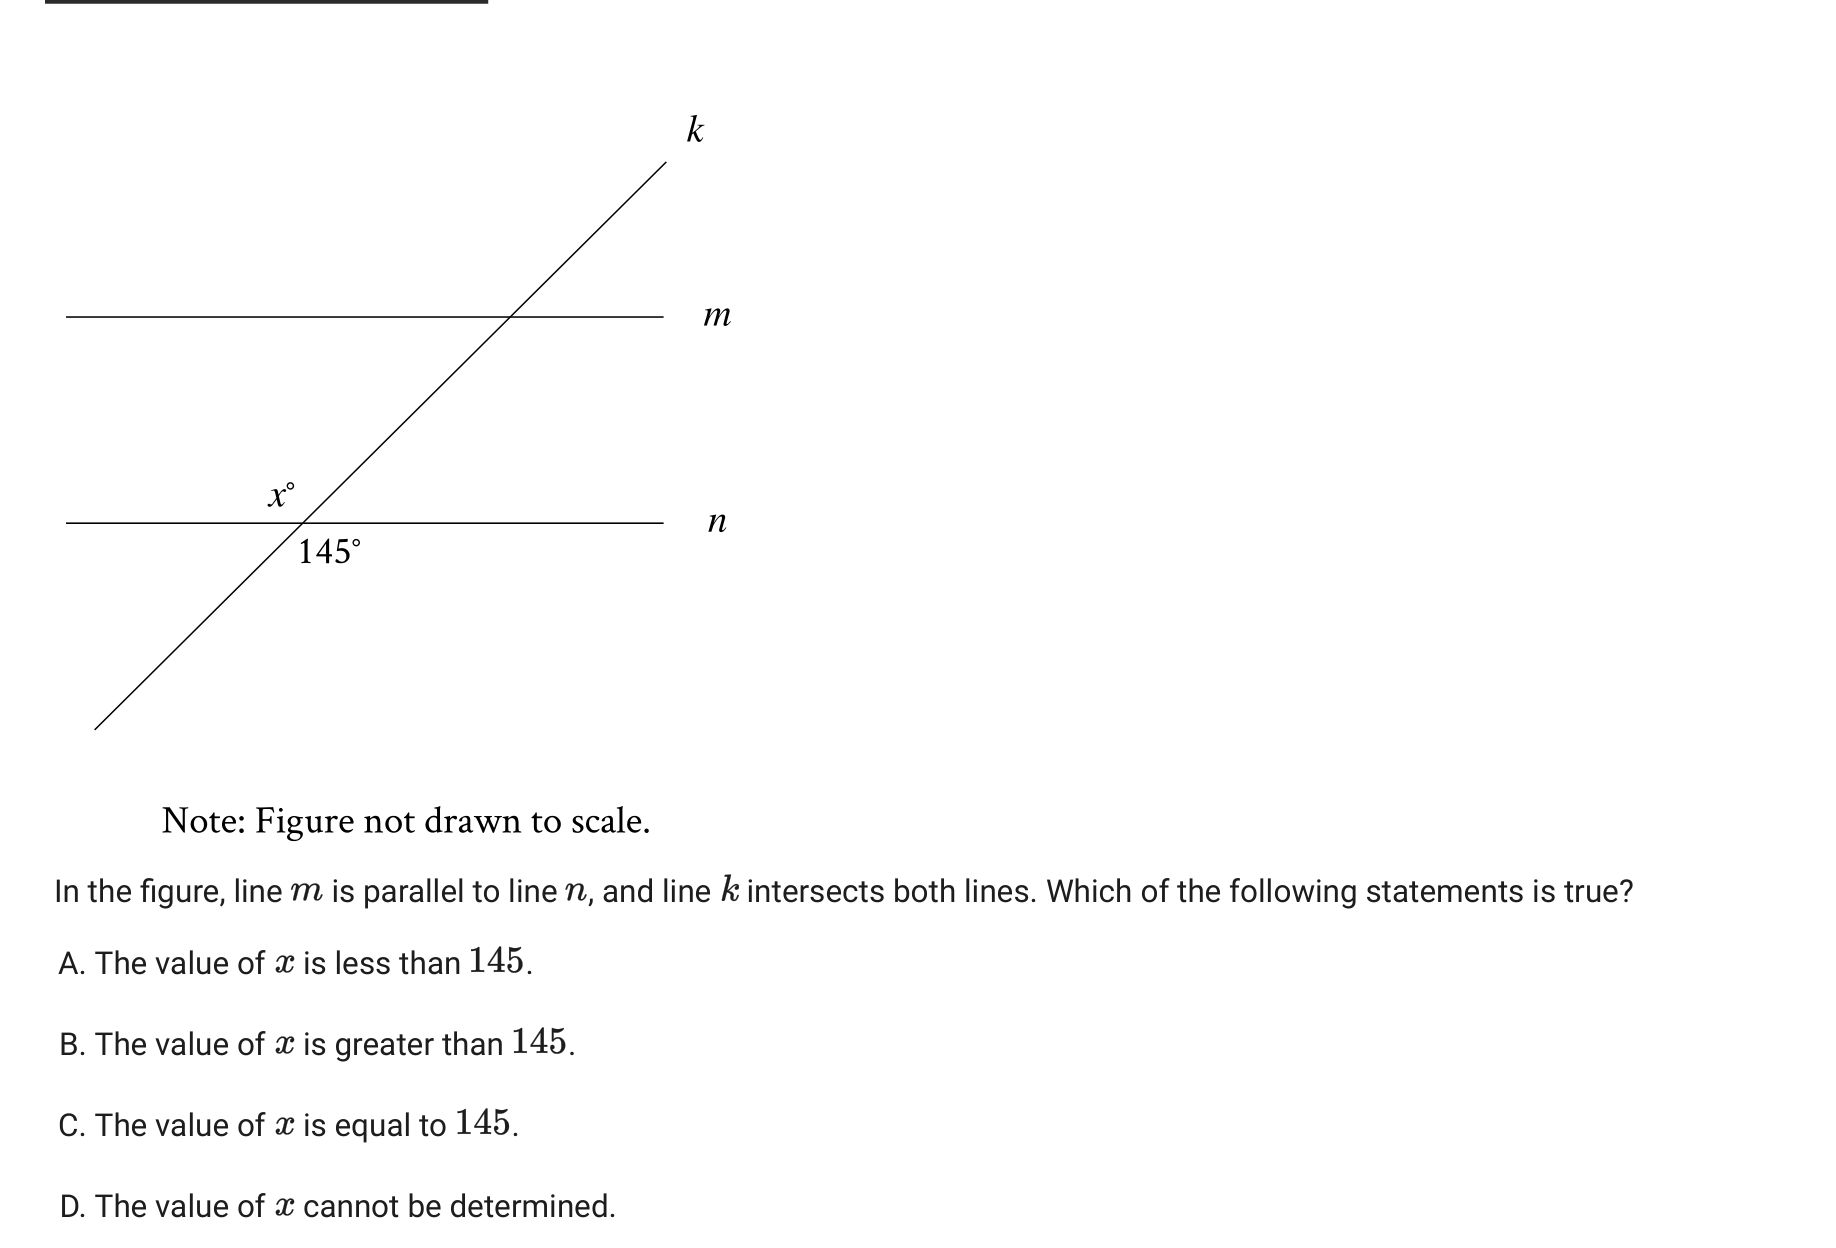 k
m
x°
n
145°
Note: Figure not drawn to scale.
In the figure, line m is parallel to line n, and line k intersects both lines. Which of the following statements is true?
A. The value of x is less than 145.
B. The value of x is greater than 145.
C. The value of x is equal to 145.
D. The value of x cannot be determined.